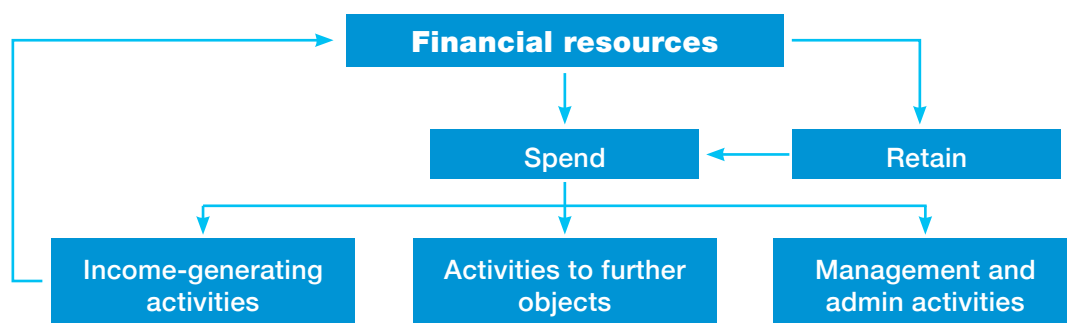 Financial resources
Spend
Retain
Income-generating
activities
Activities to further
objects
Management and
admin activities